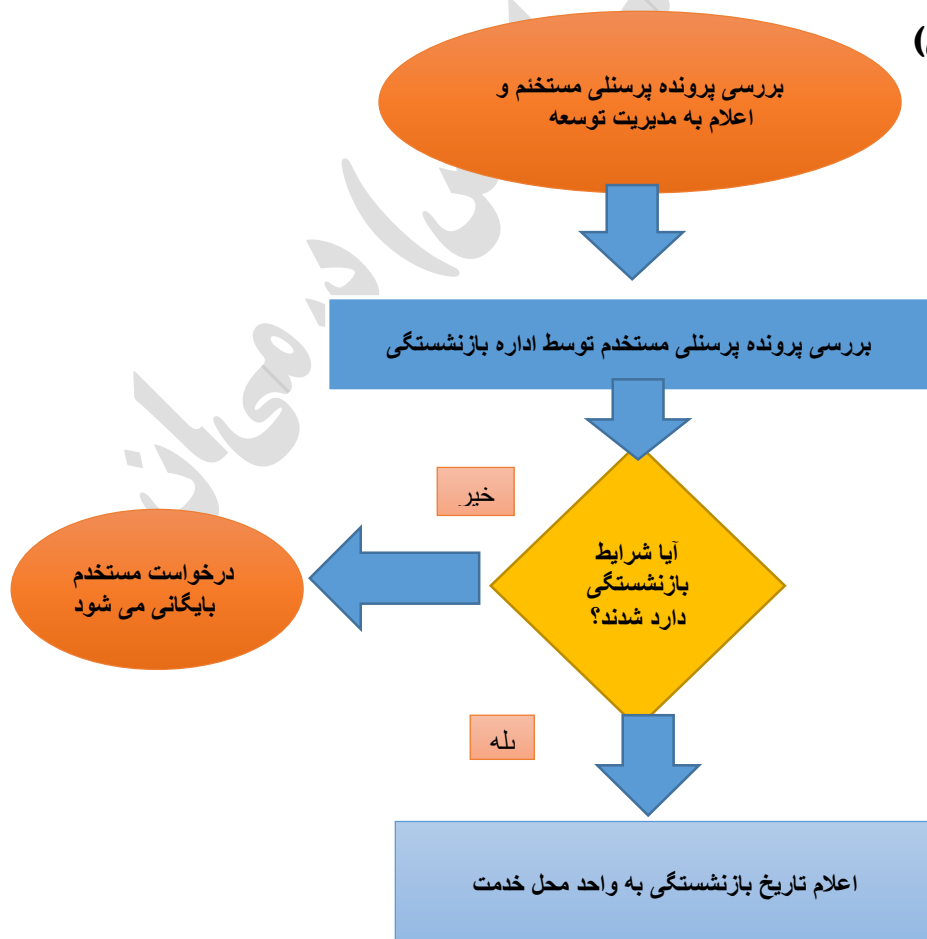 بررسی پرونده پرسنلی مستخئم و
اعلام به مدیریت توسعه
بررسی پرونده پرسنلی مستخدم توسط اداره بازنشستگی
خیر
آیا شرایط
بازنشستگی
دارد شدند؟
درخواست مستخدم
بایگانی می شود
بله
اعلام تاریخ بازنشستگی به واحد محل خدمت